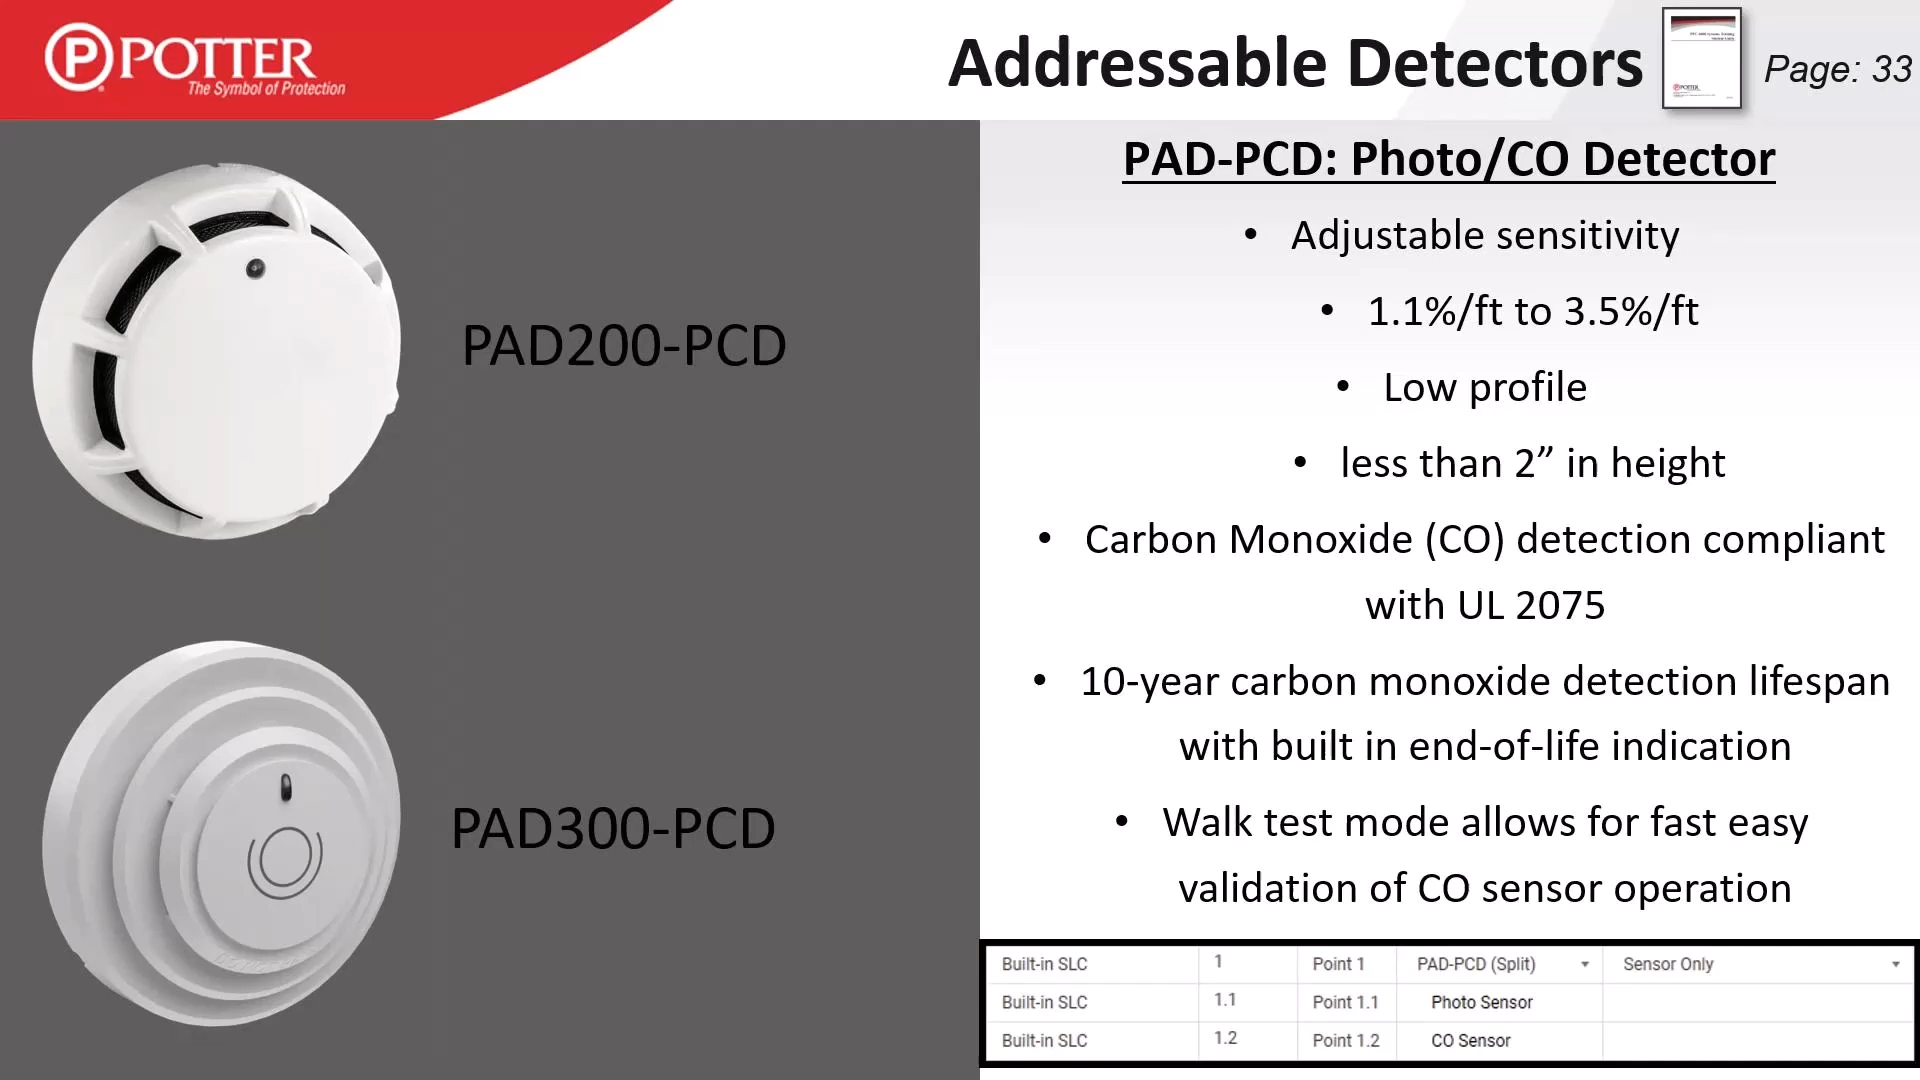 POTTER
The Symbol of Protection
Addressable Detectors
Page: 33
PAD200-PCD
PAD300-PCD
PAD-PCD: Photo/CO Detector
• Adjustable sensitivity
• 1.1%/ft to 3.5%/ft
• Low profile
• less than 2” in height
• Carbon Monoxide (CO) detection compliant
with UL 2075
• 10-year carbon monoxide detection lifespan
with built in end-of-life indication
• Walk test mode allows for fast easy
validation of CO sensor operation
Built-in SLC 1 Point 1 PAD-PCD (Split) Sensor Only
Built-in SLC 1.1 Point 1.1 Photo Sensor
Built-in SLC 1.2 Point 1.2 CO Sensor